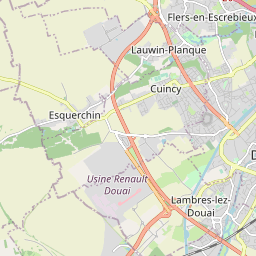 Flers-en-Escrebieux
Lauwin-Planque
Cuincy
Esquerchin
Usine Renault
Douai
Lambres-lez-
Douai
D